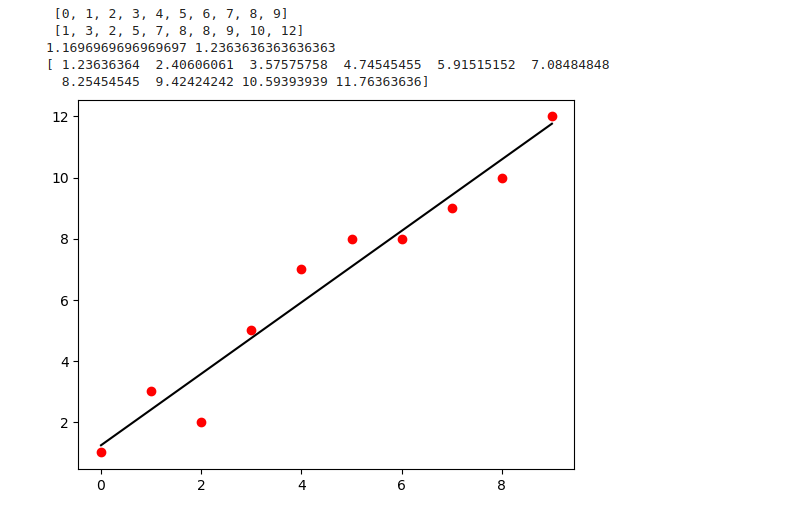 [0, 1, 2, 3, 4, 5, 6, 7, 8, 9]
[1, 3, 2, 5, 7, 8, 8, 9, 10, 12]
1.1696969696969697 1.2363636363636363
[ 1.23636364 2.40606061 3.57575758 4.74545455 5.91515152 7.08484848
8.25454545 9.42424242 10.59393939 11.76363636]
12
10
8
6
4
2
0 2 4 6 8